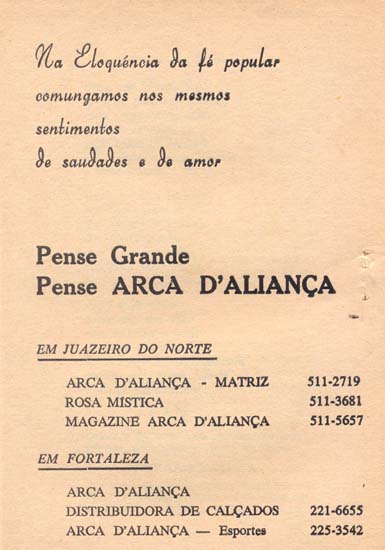 Na Eloquência da fé popular
comungamos nos mesmos
sentimentos
de saudades e de amor
Pense Grande
Pense ARCA D'ALIANÇA
EM JUAZEIRO DO NORTE
ARCA D'ALIANÇA - MATRIZ 511-2719
ROSA MÍSTICA 511-3681
MAGAZINE ARCA D'ALIANÇA 511-5657
EM FORTALEZA
ARCA D'ALIANÇA
DISTRIBUIDORA DE CALÇADOS 221-6655
ARCA D'ALIANÇA — Esportes 225-3542